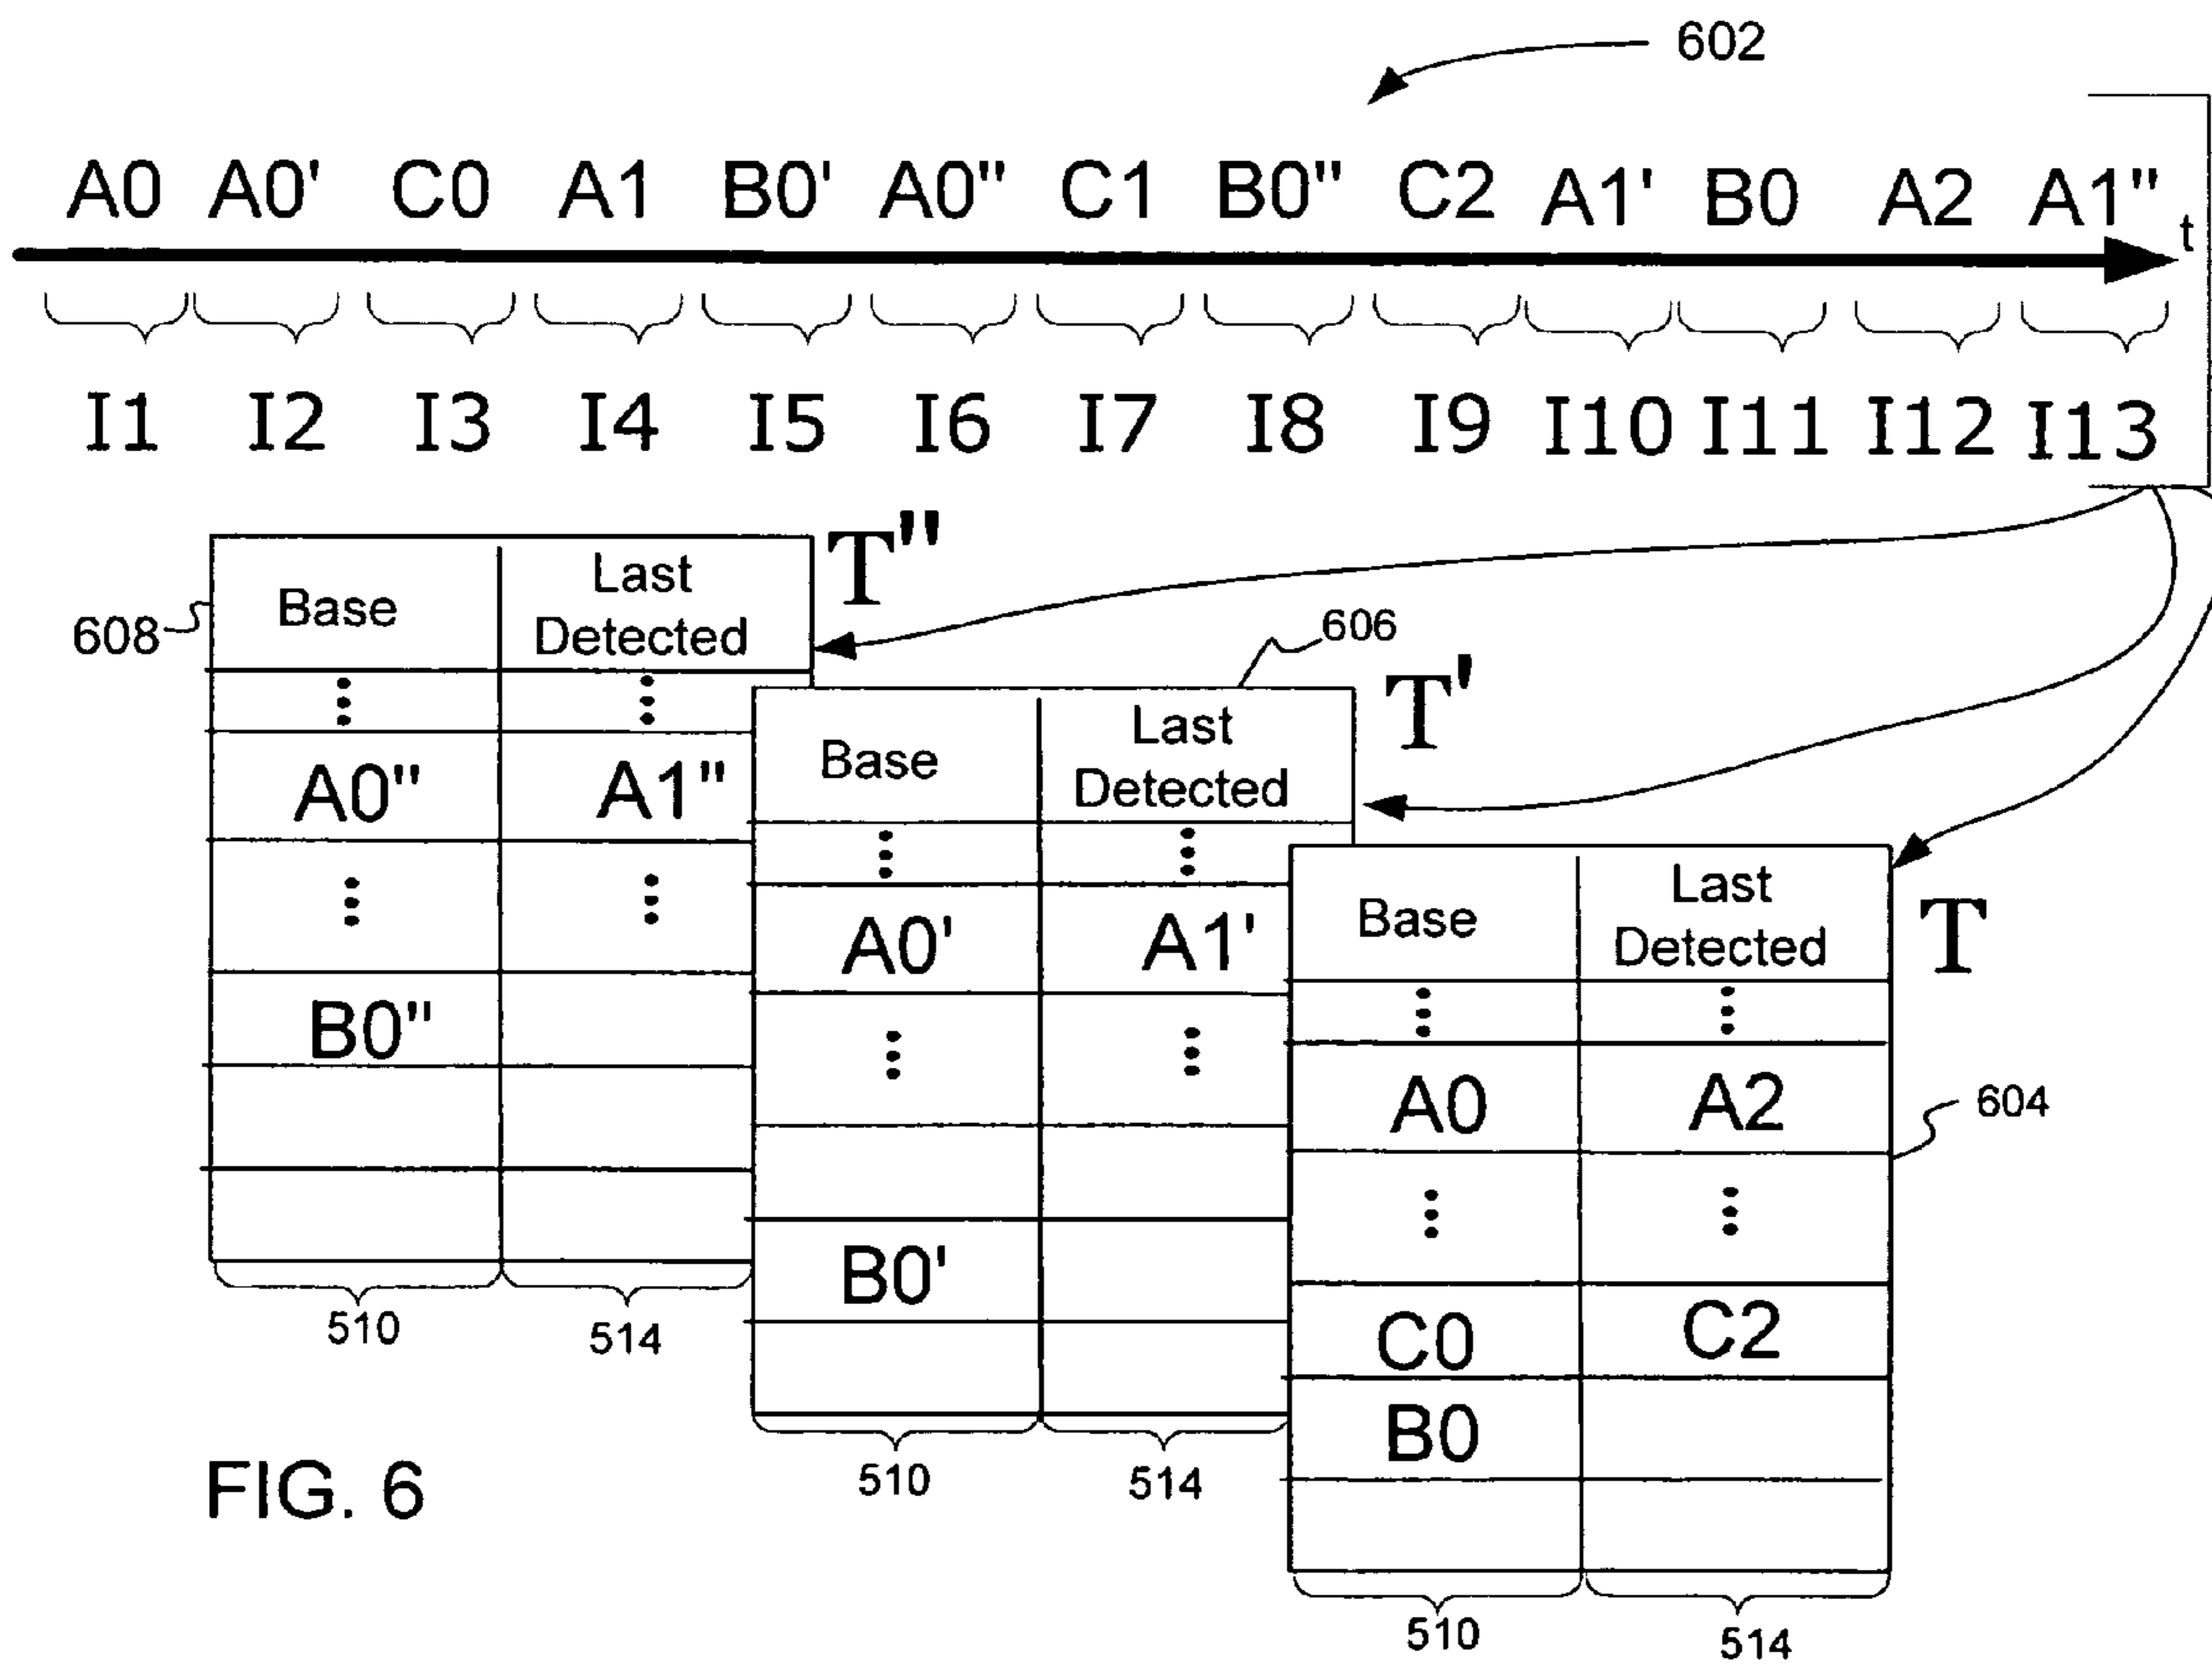 602
A0 A0' C0 A1 B0' A0" C1 B0" C2 A1' B0 A2 A1" t
I1 I2 I3 I4 I5 I6 I7 I8 I9 I10 I11 I12 I13
T"
608
Base
Last
Detected
A0" A1"
B0"
510 514
606
T'
Base
Last
Detected
A0' A1'
B0'
510 514
T
Base
Last
Detected
604
A0 A2
C0 C2
B0
510 514
FIG. 6